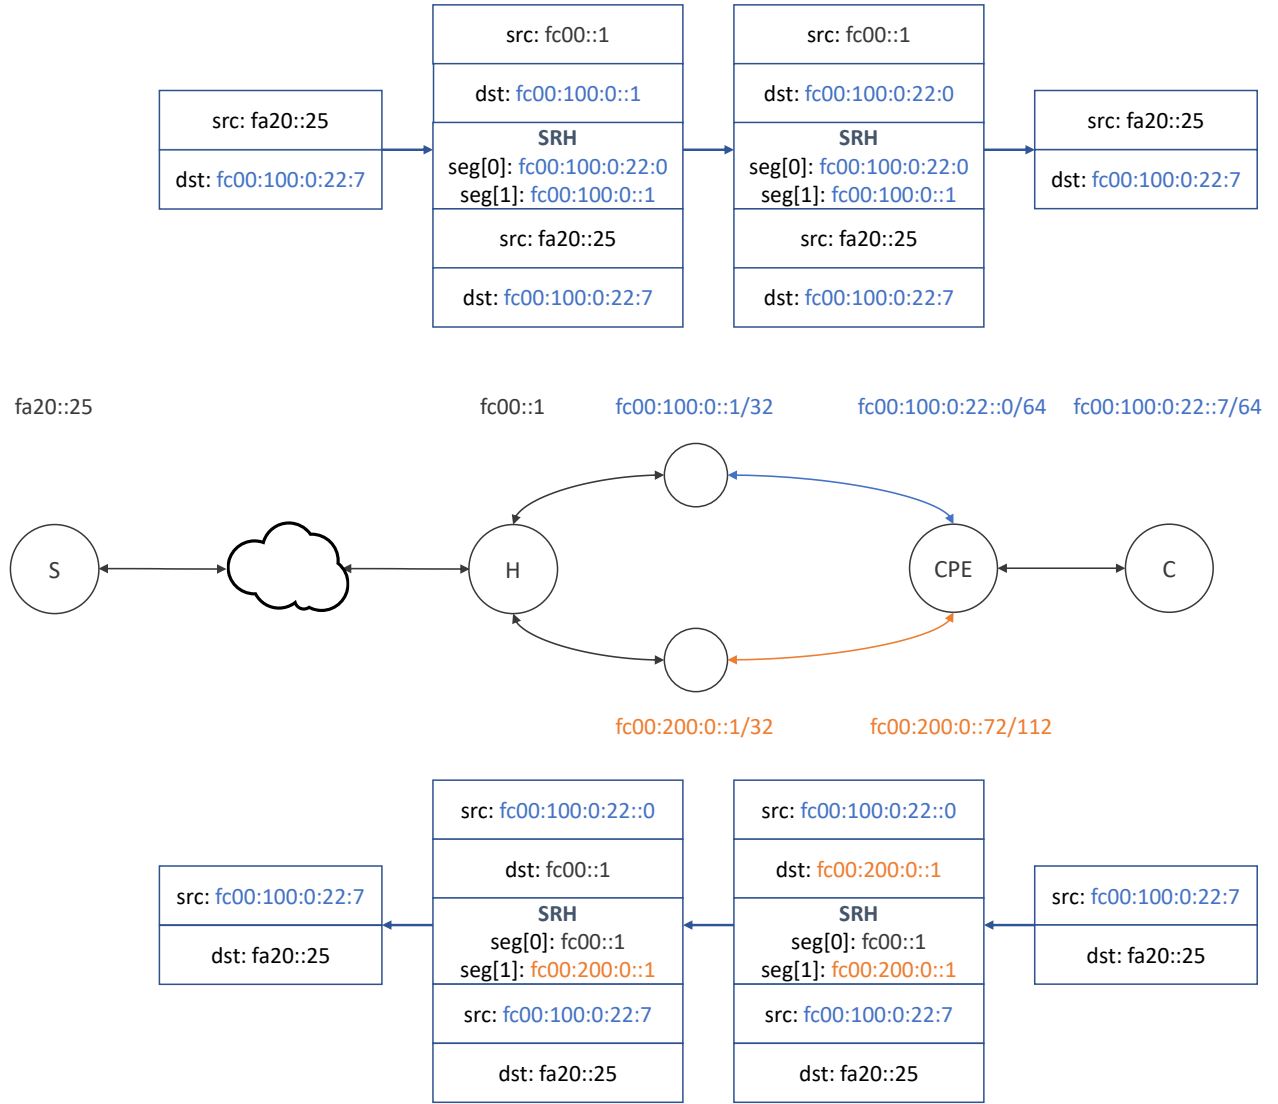 src: fc00::1
src: fc00::1
dst: fc00:100:0::1
dst: fc00:100:0:22:0
src: fa20::25
src: fa20::25
SRH
seg[0]: fc00:100:0:22:0
seg[1]: fc00:100:0::1
SRH
seg[0]: fc00:100:0:22:0
seg[1]: fc00:100:0::1
dst: fc00:100:0:22:7
dst: fc00:100:0:22:7
src: fa20::25
src: fa20::25
dst: fc00:100:0:22:7
dst: fc00:100:0:22:7
fa20::25
fc00::1
fc00:100:0::1/32
fc00:100:0:22::0/64
fc00:100:0:22::7/64
S
H
CPE
C
fc00:200:0::1/32
fc00:200:0::72/112
src: fc00:100:0:22::0
src: fc00:100:0:22::0
dst: fc00::1
dst: fc00:200:0::1
src: fc00:100:0:22:7
src: fc00:100:0:22:7
SRH
seg[0]: fc00::1
seg[1]: fc00:200:0::1
SRH
seg[0]: fc00::1
seg[1]: fc00:200:0::1
dst: fa20::25
dst: fa20::25
src: fc00:100:0:22:7
src: fc00:100:0:22:7
dst: fa20::25
dst: fa20::25